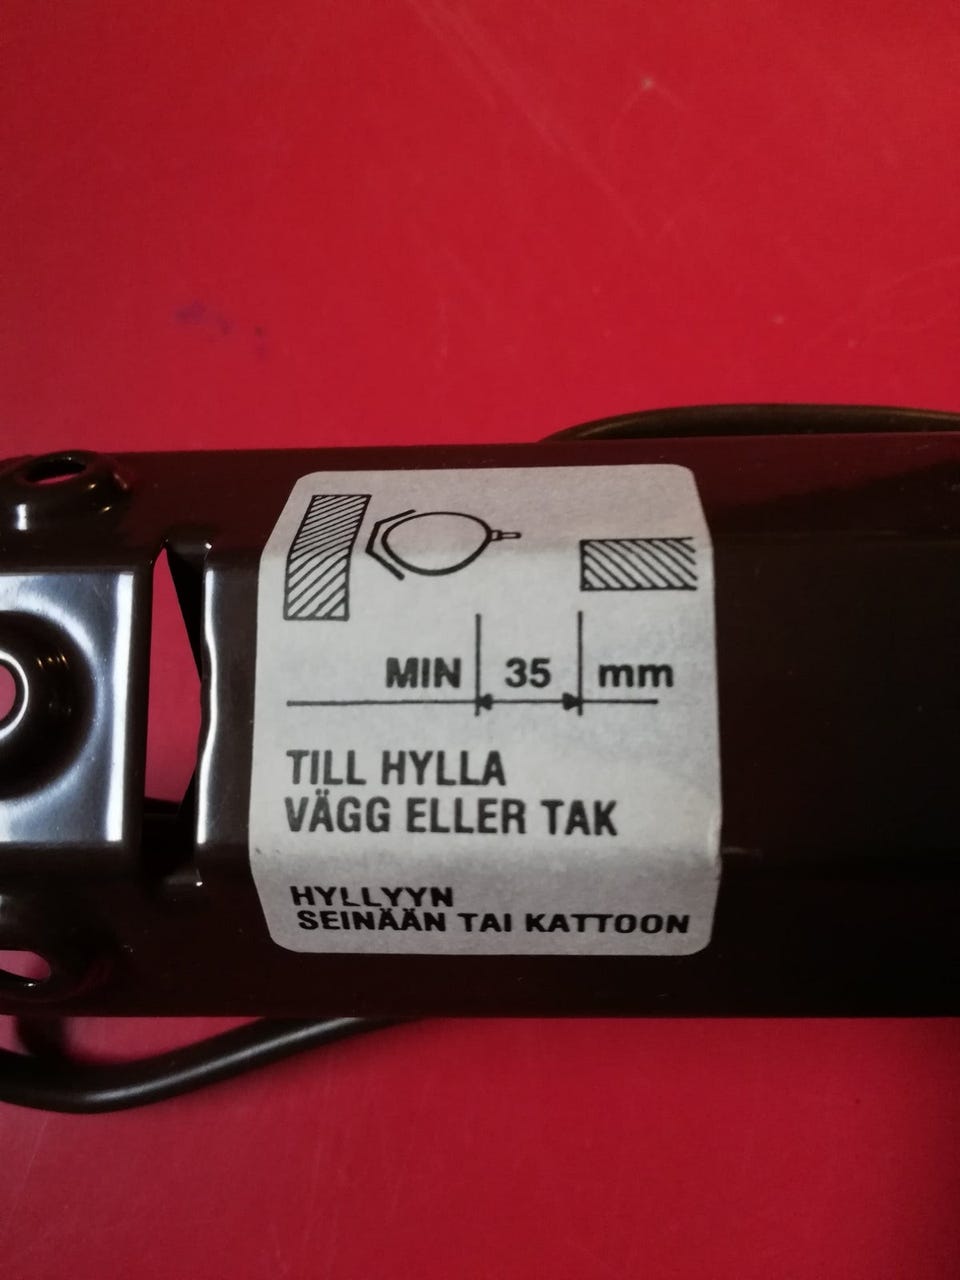 MIN 35 mm
TILL HYLLA
VÄGG ELLER TAK
HYLLYYN
SEINÄÄN TAI KATTOON